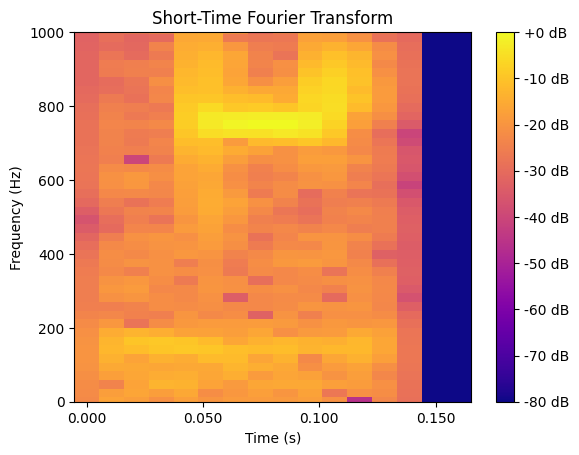 Short-Time Fourier Transform
Frequency (Hz)
1000
800
600
400
200
0
0.000
0.050
0.100
0.150
Time (s)
+0 dB
-10 dB
-20 dB
-30 dB
-40 dB
-50 dB
-60 dB
-70 dB
-80 dB